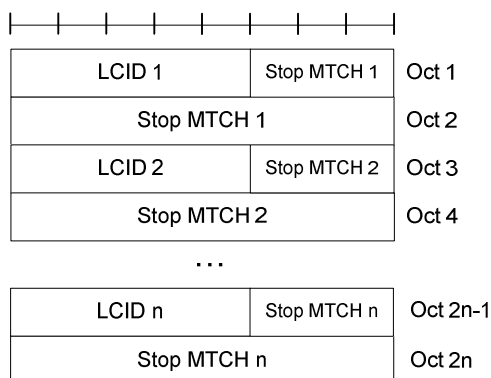 LCID 1 Stop MTCH 1 Oct 1
Stop MTCH 1 Oct 2
LCID 2 Stop MTCH 2 Oct 3
Stop MTCH 2 Oct 4
...
LCID n Stop MTCH n Oct 2n-1
Stop MTCH n Oct 2n